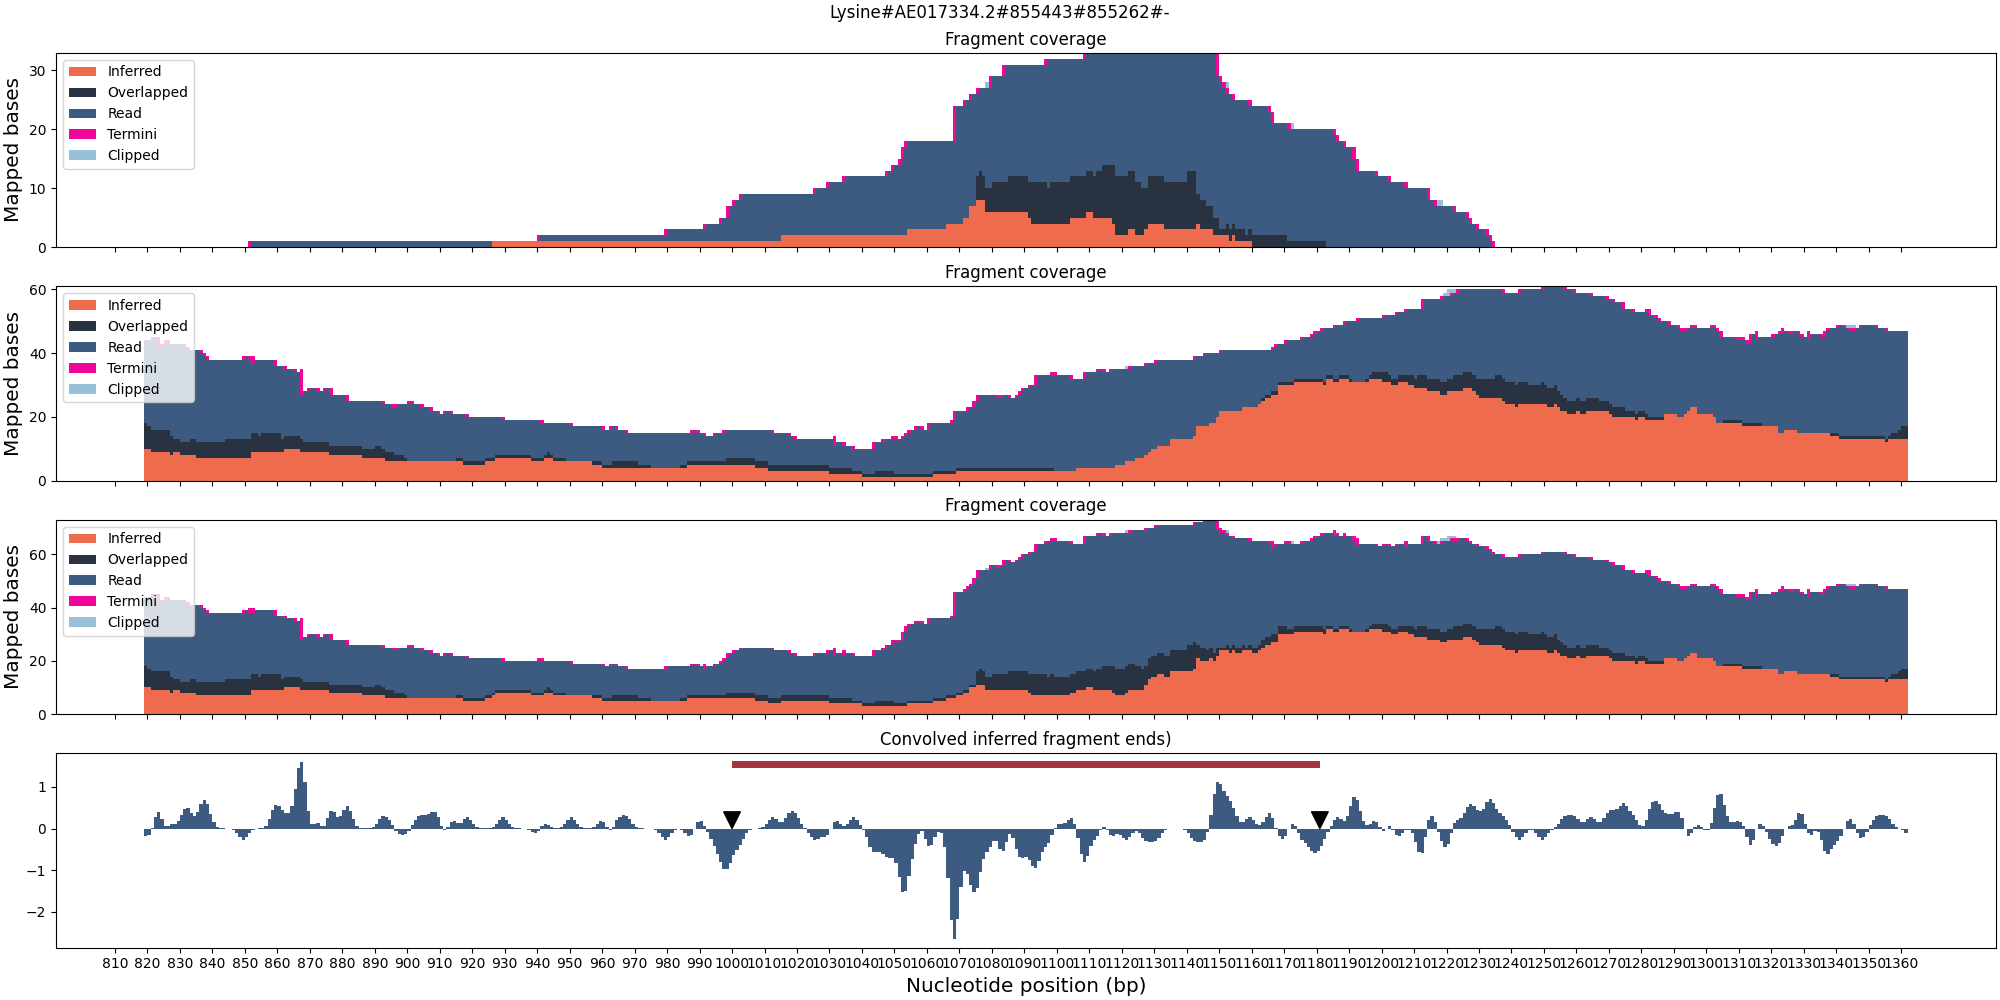 Lysine#AE017334.2#855443#855262#-
Fragment coverage
Mapped bases
30
20
10
0
Inferred
Overlapped
Read
Termini
Clipped
Fragment coverage
Mapped bases
60
40
20
0
Inferred
Overlapped
Read
Termini
Clipped
Fragment coverage
Mapped bases
60
40
20
0
Inferred
Overlapped
Read
Termini
Clipped
Convolved inferred fragment ends)
1
0
−1
−2
810 820 830 840 850 860 870 880 890 900 910 920 930 940 950 960 970 980 990 1000 1010 1020 1030 1040 1050 1060 1070 1080 1090 1100 1110 1120 1130 1140 1150 1160 1170 1180 1190 1200 1210 1220 1230 1240 1250 1260 1270 1280 1290 1300 1310 1320 1330 1340 1350 1360
Nucleotide position (bp)